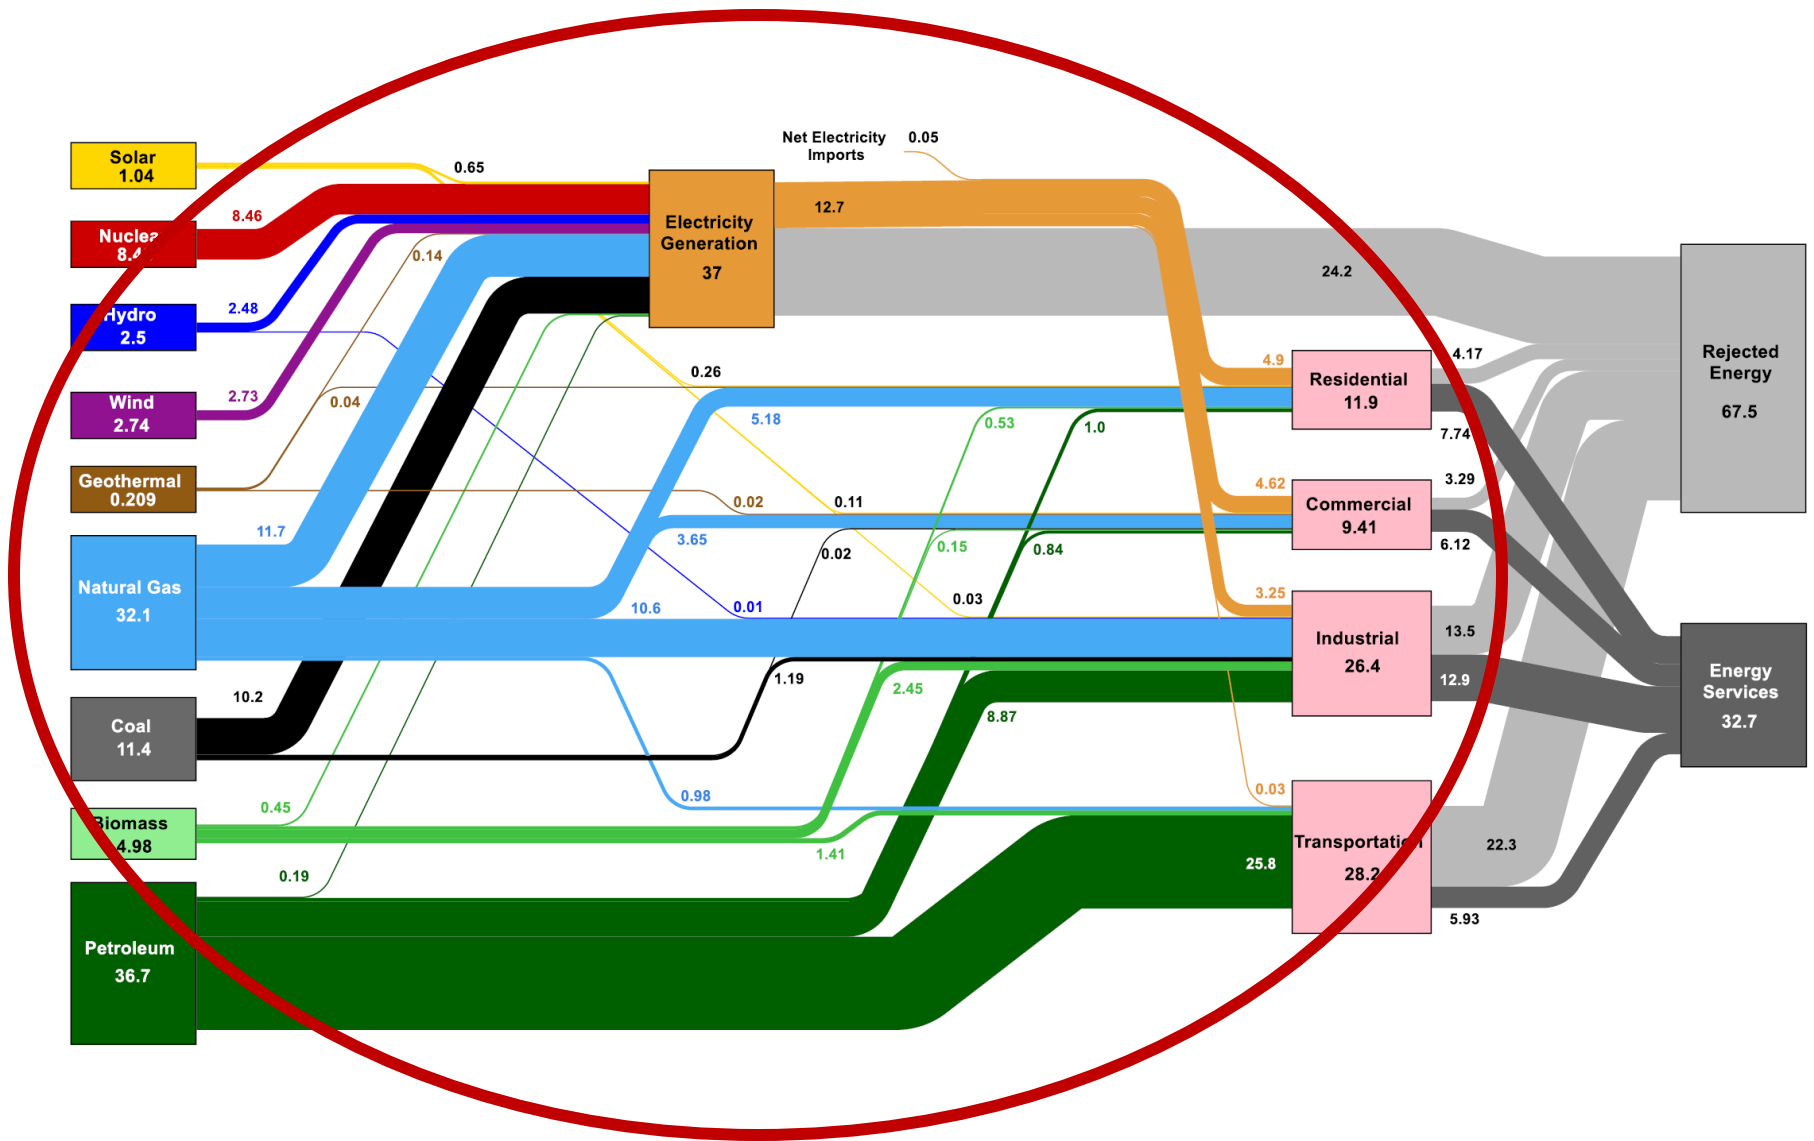 Net Electricity
Imports
0.05
Solar
1.04
0.65
Nuclea
8.4
8.46
Electricity
Generation
37
12.7
24.2
0.14
Hydro
2.5
2.48
Wind
2.74
2.73
0.04
Geothermal
0.209
0.26
5.18
0.53
1.0
4.9
Residential
11.9
4.17
7.74
Rejected
Energy
67.5
0.02
0.11
4.62
Commercial
9.41
3.29
6.12
11.7
3.65
0.02
0.15
0.84
Natural Gas
32.1
10.6
0.01
0.03
3.25
Industrial
26.4
13.5
12.9
Energy
Services
32.7
Coal
11.4
10.2
1.19
2.45
8.87
0.98
0.03
Biomass
4.98
0.45
1.41
Transportation
28.2
25.8
22.3
5.93
0.19
Petroleum
36.7